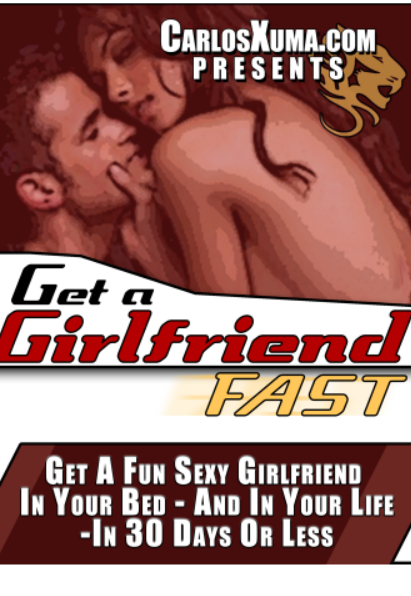 CARLOSXUMA.COM
PRESENTS
Get a
Girlfriend
FAST
GET A FUN SEXY GIRLFRIEND
IN YOUR BED - AND IN YOUR LIFE
-IN 30 DAYS OR LESS